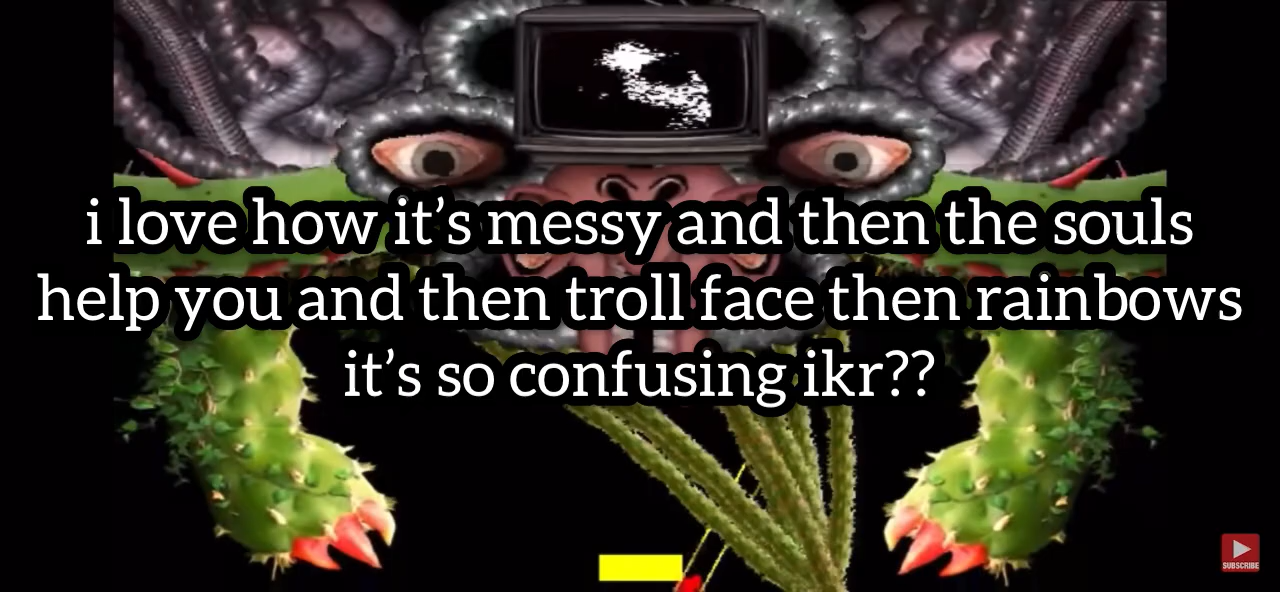 i love how it’s messy and then the souls
help you and then troll face then rainbows
it’s so confusing ikr??
SUBSCRIBE